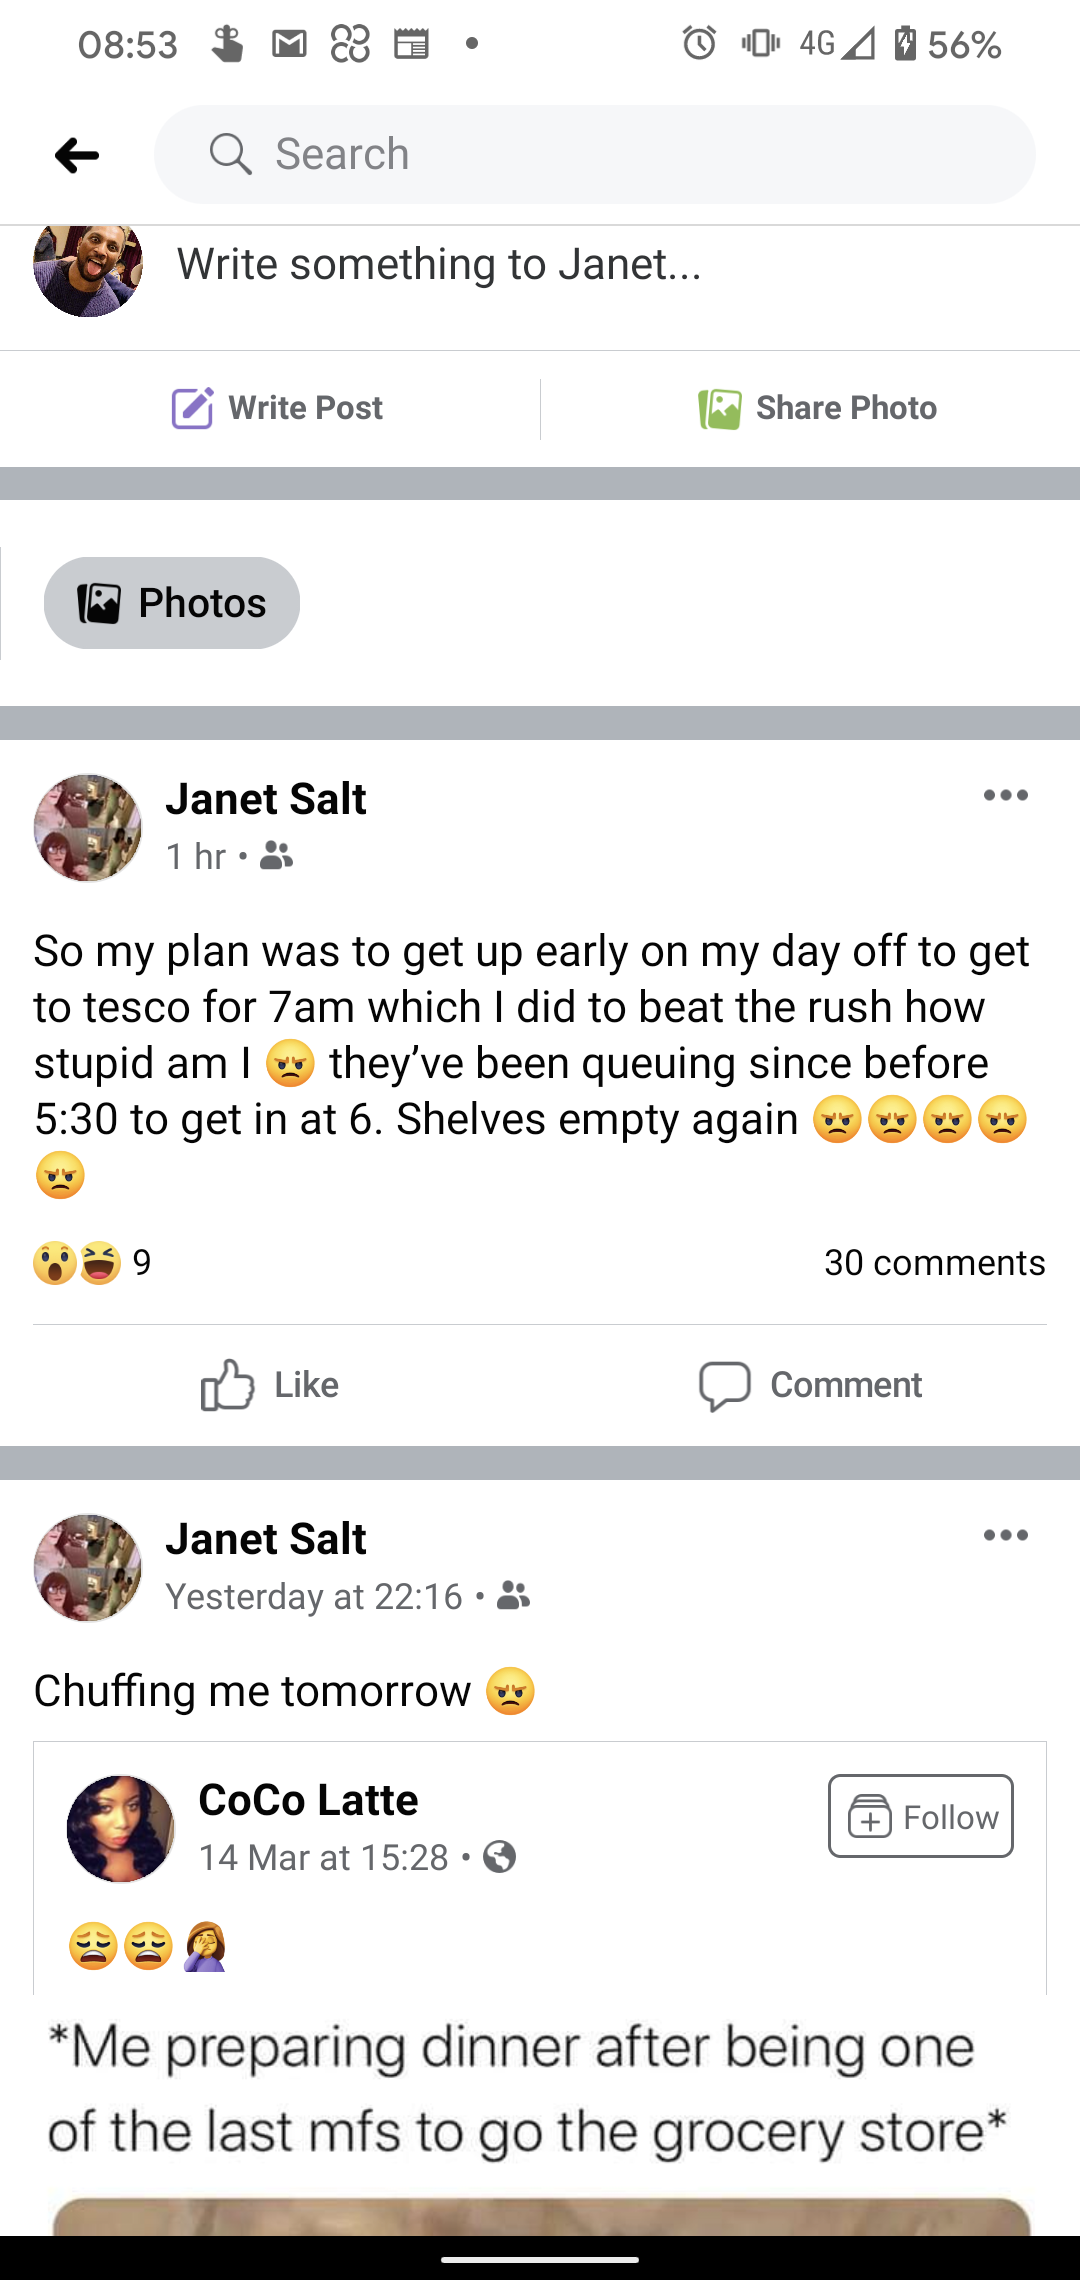 08:53 4G 56%
Search
Write something to Janet...
Write Post Share Photo
Photos
Janet Salt
1 hr •
So my plan was to get up early on my day off to get
to tesco for 7am which I did to beat the rush how
stupid am I 😠 they’ve been queuing since before
5:30 to get in at 6. Shelves empty again 😠😠😠😠
😠
😮😆 9 30 comments
Like Comment
Janet Salt
Yesterday at 22:16 •
Chuffing me tomorrow 😠
CoCo Latte
14 Mar at 15:28 • Follow
😩😩🤦‍♀️
*Me preparing dinner after being one
of the last mfs to go the grocery store*